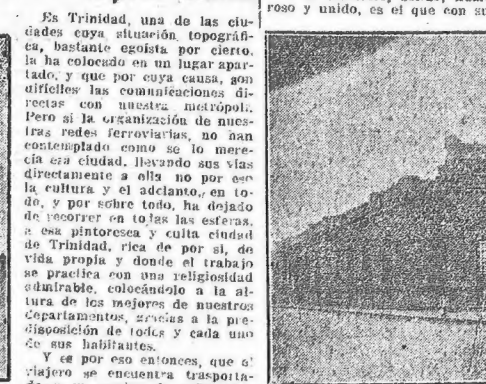 Es Trinidad, una de las ciu-
dades cuya situación topográfi-
ca, bastante egoista por cierto,
la ha colocado en un lugar apar-
tado, y que por cuya causa, son
difíciles las comunicaciones di-
rectas con nuestra metrópoli.
Pero si la organización de nues-
tras redes ferroviarias, no han
contemplado como se lo mere-
cía esa ciudad, llevando sus vías
directamente a ella no por eso
la cultura y el adelanto, en to-
do, y por sobre todo, ha dejado
de recorrer en todas las esferas,
a esa pintoresca y culta ciudad
de Trinidad, rica de por si, de
vida propia y donde el trabajo
se practica con una religiosidad
admirable, colocándolo a la al-
tura de los mejores de nuestros
departamentos, gracias a la pre-
disposición de todos y cada uno
de sus habitantes.
Y es por eso entonces, que el
viajero se encuentra trasporta-
roso y unido, es el que con su